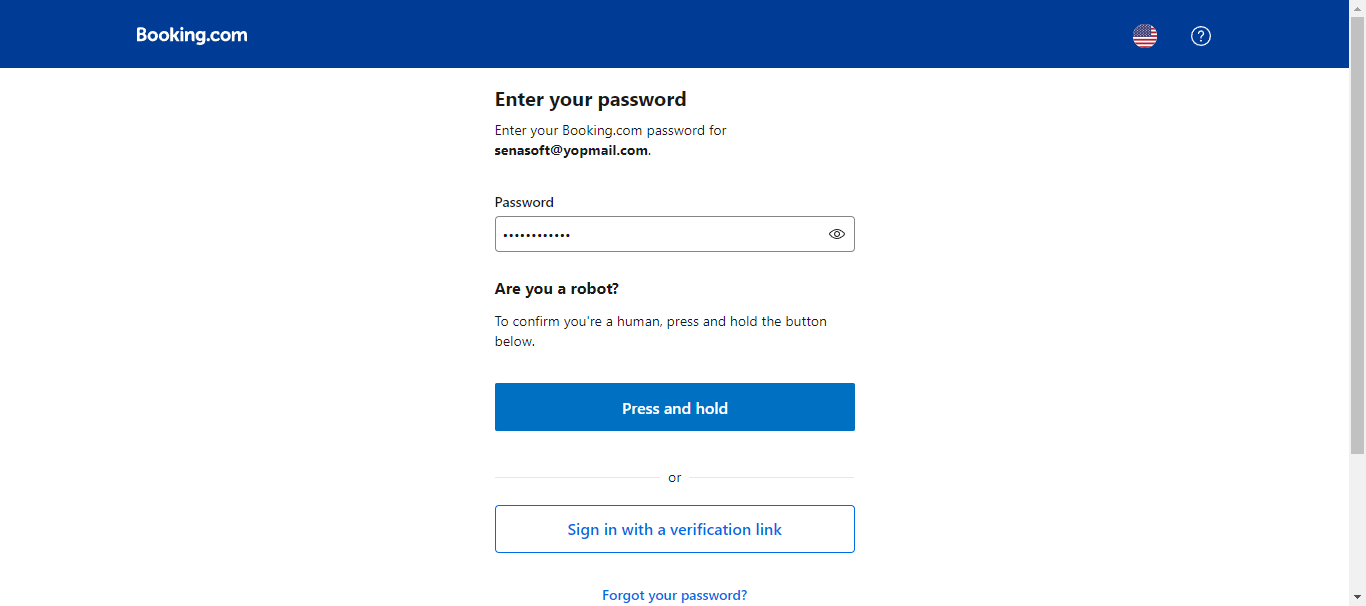 Booking.com
Enter your password
Enter your Booking.com password for
senasoft@yopmail.com.
Password
••••••••••••
Are you a robot?
To confirm you're a human, press and hold the button
below.
Press and hold
or
Sign in with a verification link
Forgot your password?